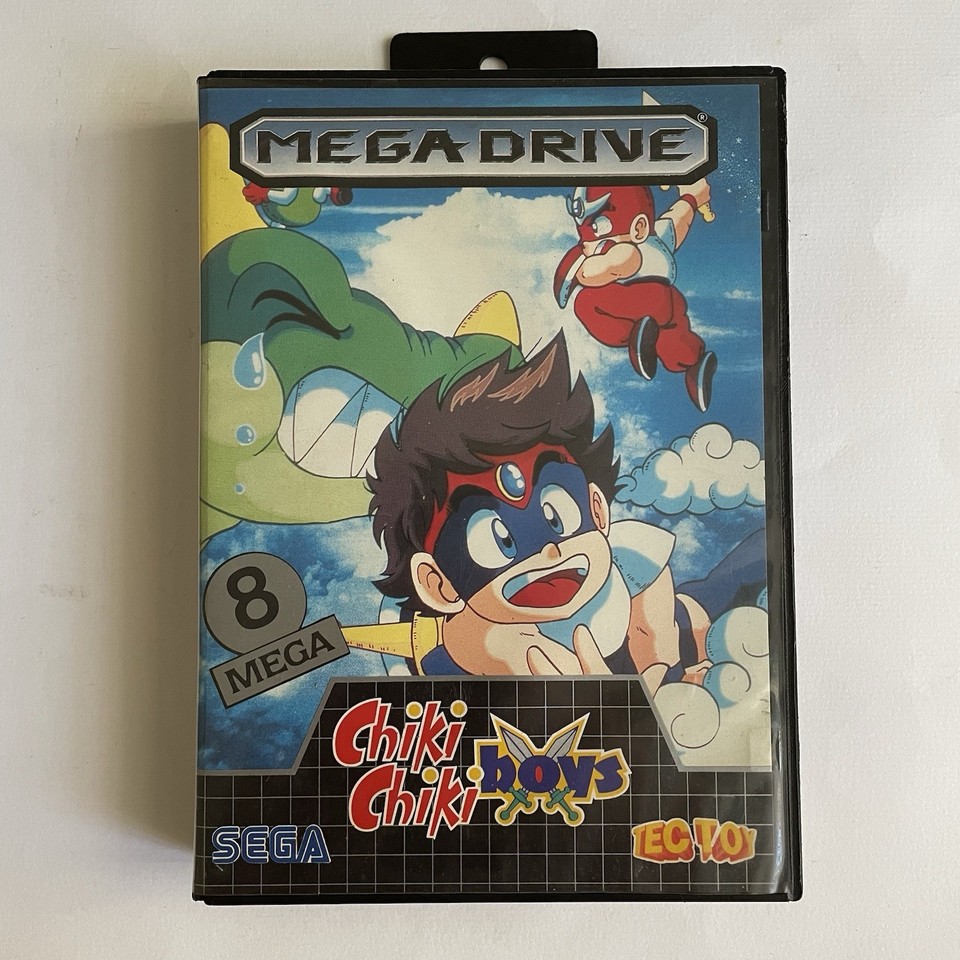 MEGA DRIVE ®
8
MEGA
Chiki
Chiki boys
SEGA
TEC TOY